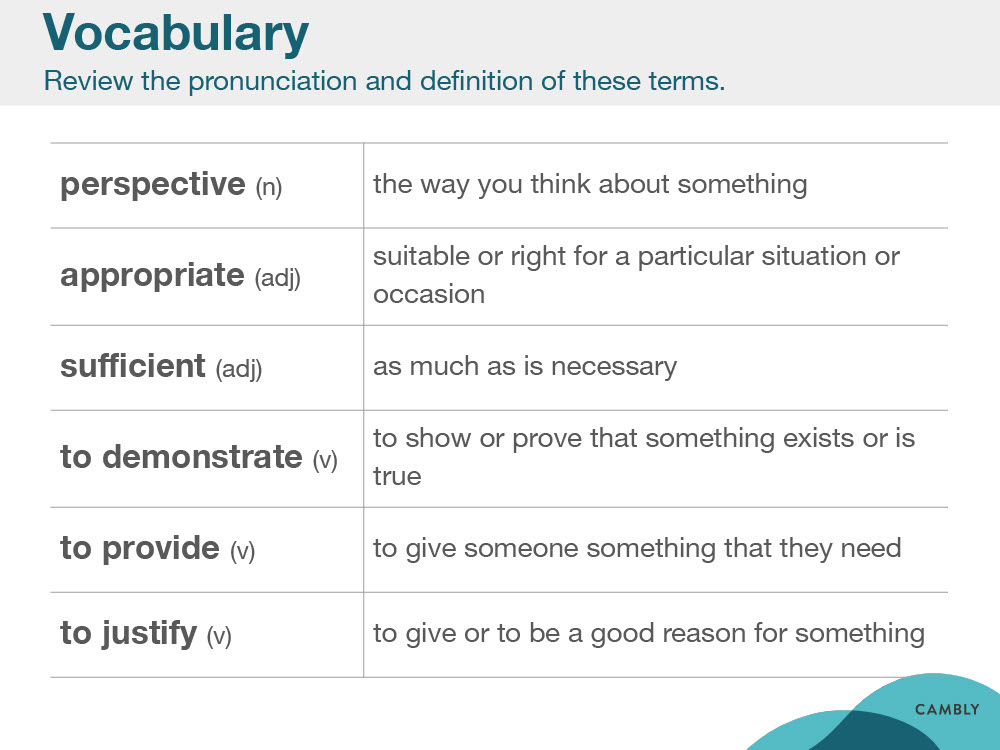 Vocabulary
Review the pronunciation and definition of these terms.
perspective (n)
the way you think about something
appropriate (adj)
suitable or right for a particular situation or
occasion
sufficient (adj)
as much as is necessary
to demonstrate (v)
to show or prove that something exists or is
true
to provide (v)
to give someone something that they need
to justify (v)
to give or to be a good reason for something
CAMBLY